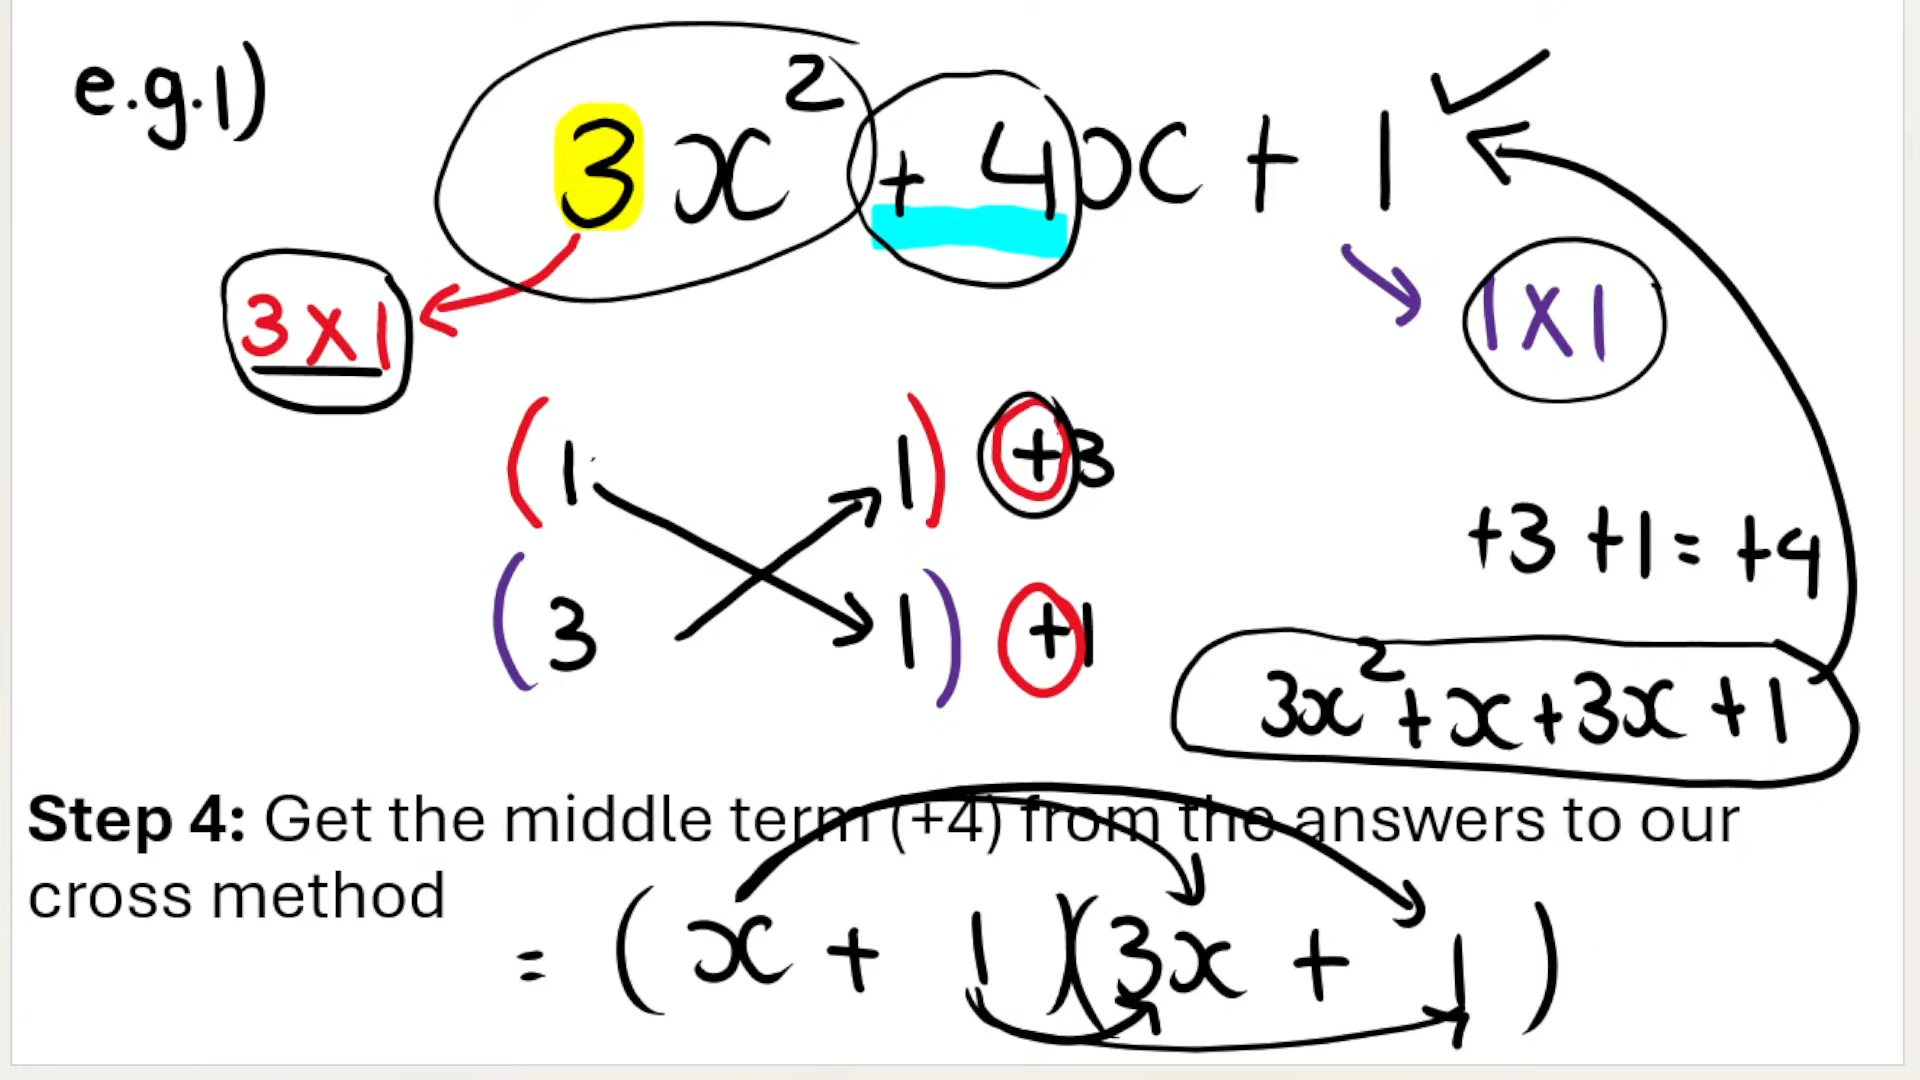 e.g.1) 3x² + 4x + 1
3x1 1x1
(1 1) +3
+3 +1 = +4
(3 1) +1
3x² + x + 3x + 1
Step 4: Get the middle term (+4) from the answers to our
cross method
= (x + 1)(3x + 1)